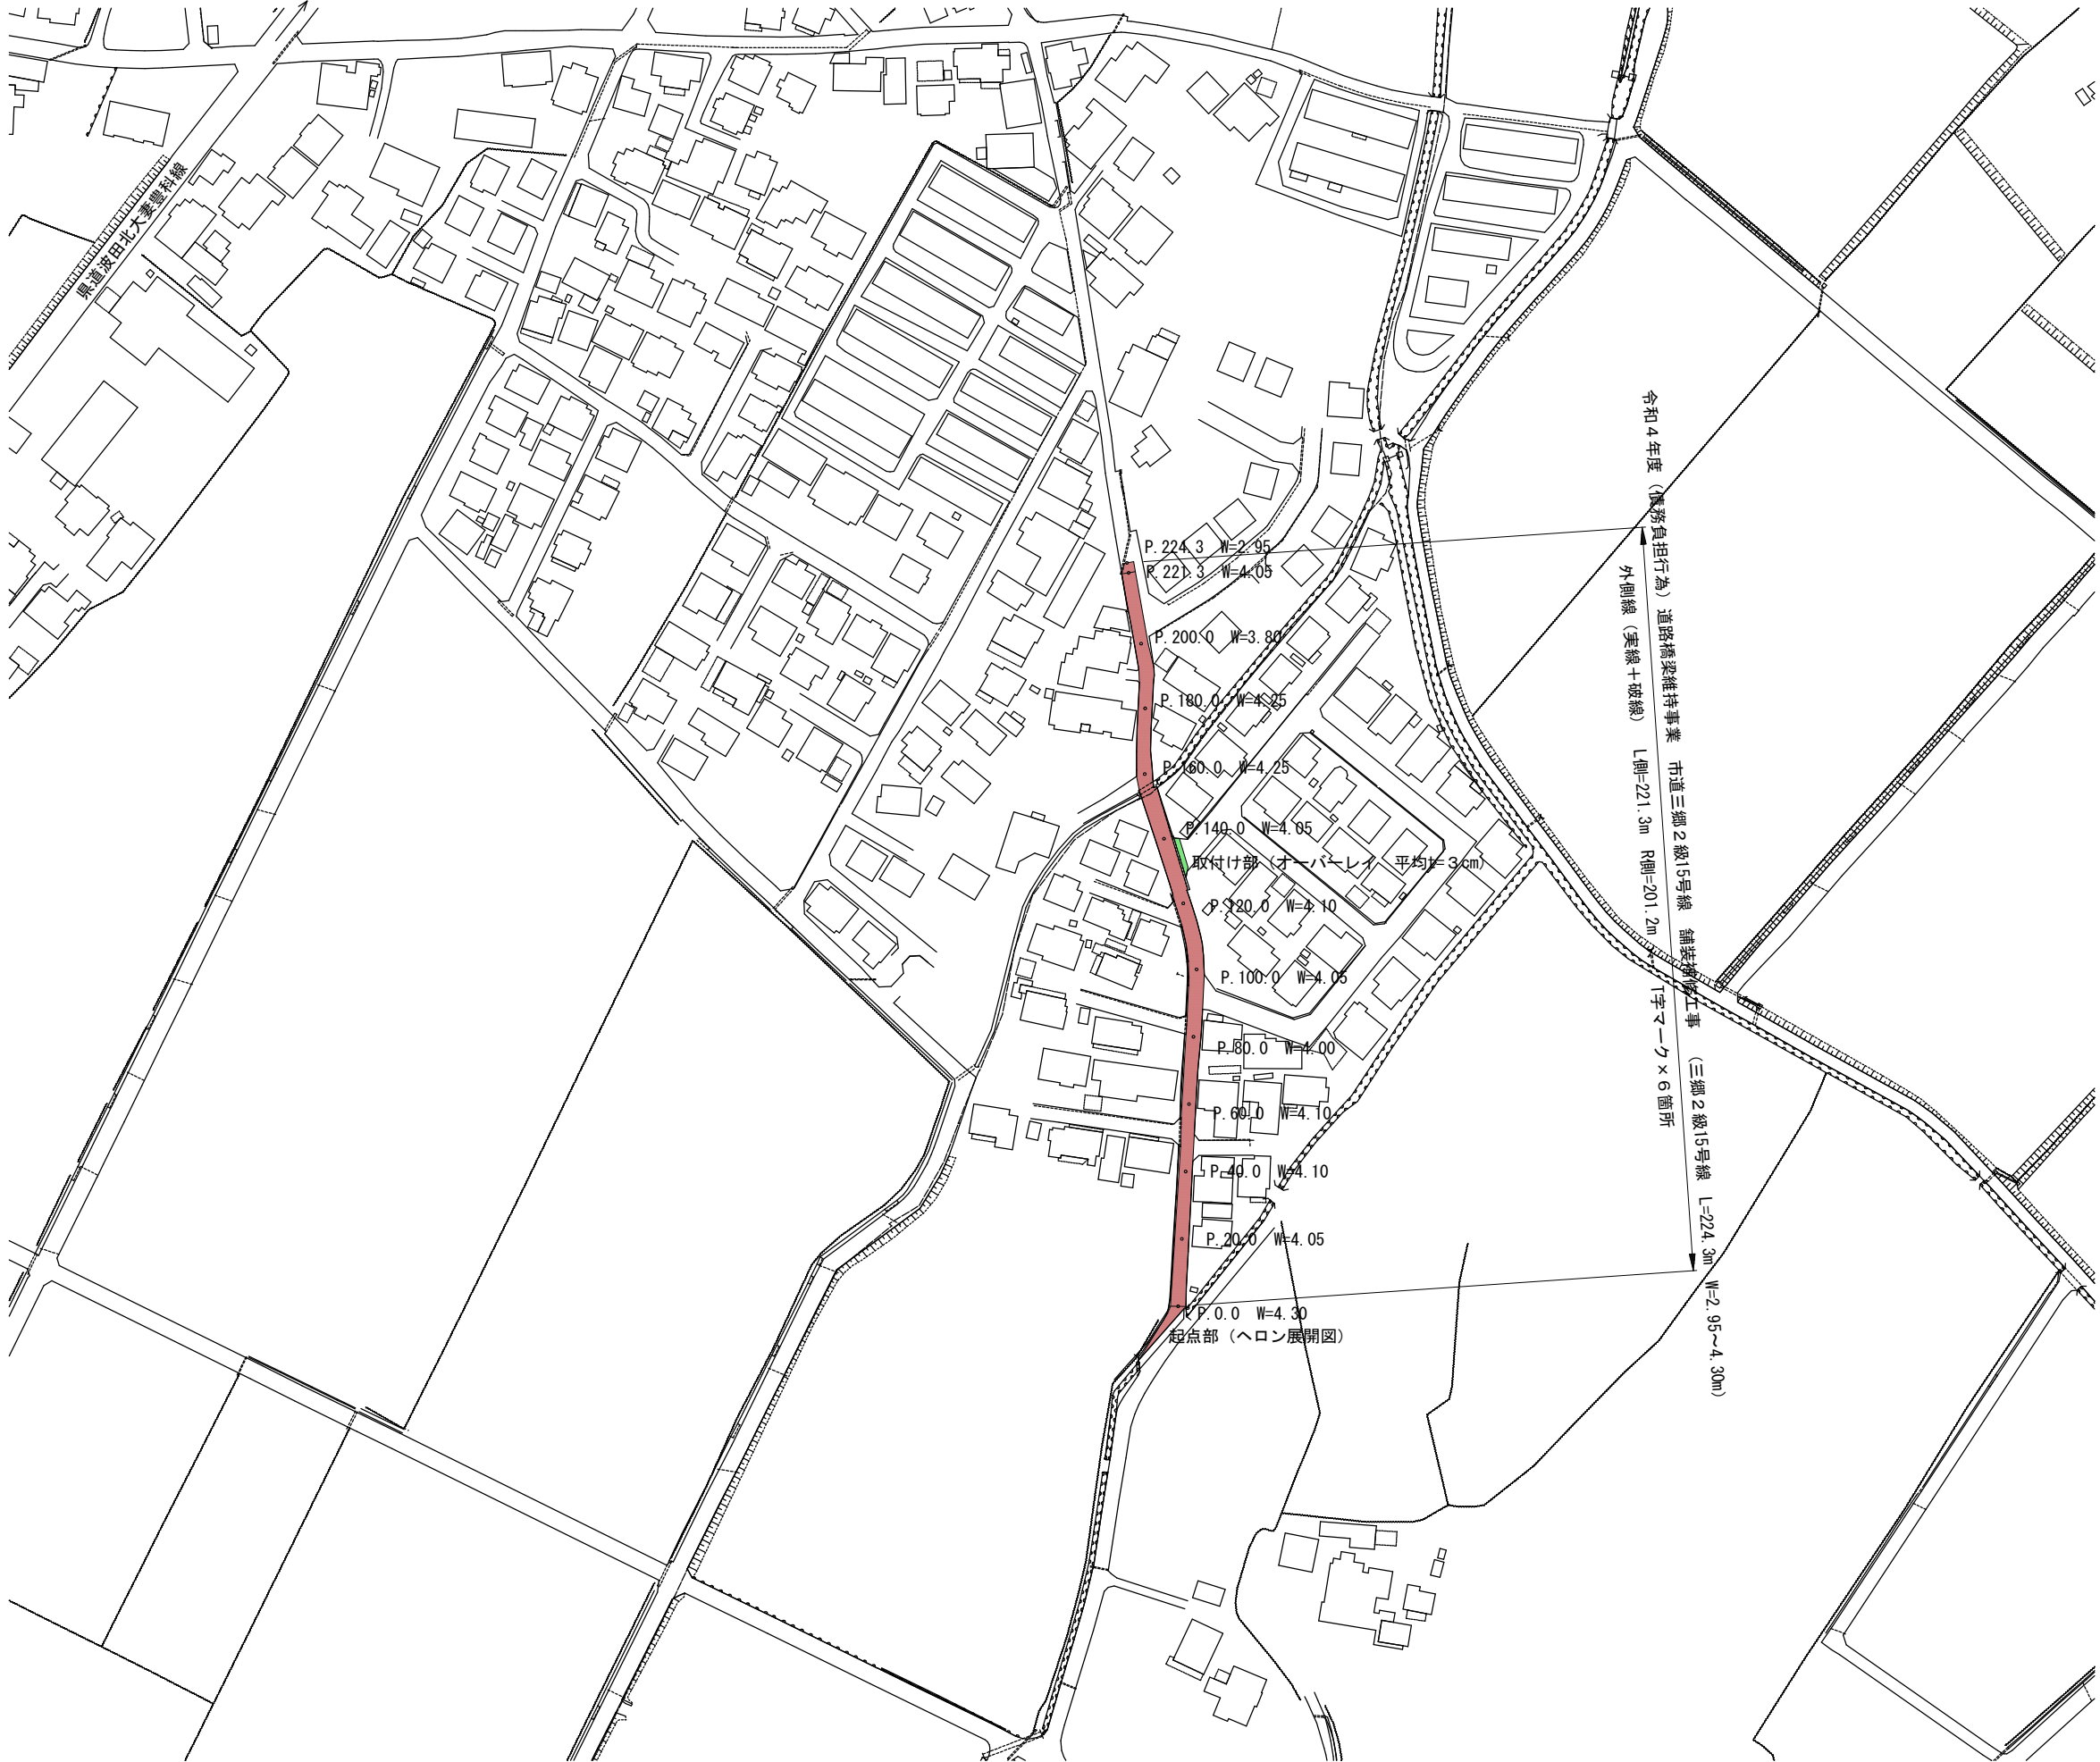 県道波田北大妻豊科線
令和４年度（債務負担行為）道路橋梁維持事業　市道三郷２級15号線　舗装補修工事　（三郷２級15号線　L=224.3m　W=2.95～4.30m）
外側線（実線＋破線）　L側=221.3m　R側=201.2m　T字マーク×６箇所
P.224.3　W=2.95
P.221.3　W=4.05
P.200.0　W=3.80
P.180.0　W=4.25
P.160.0　W=4.25
P.140.0　W=4.05
取付け部（オーバーレイ　平均t=３cm）
P.120.0　W=4.10
P.100.0　W=4.05
P.80.0　W=4.00
P.60.0　W=4.10
P.40.0　W=4.10
P.20.0　W=4.05
P.0.0　W=4.30
起点部（ヘロン展開図）